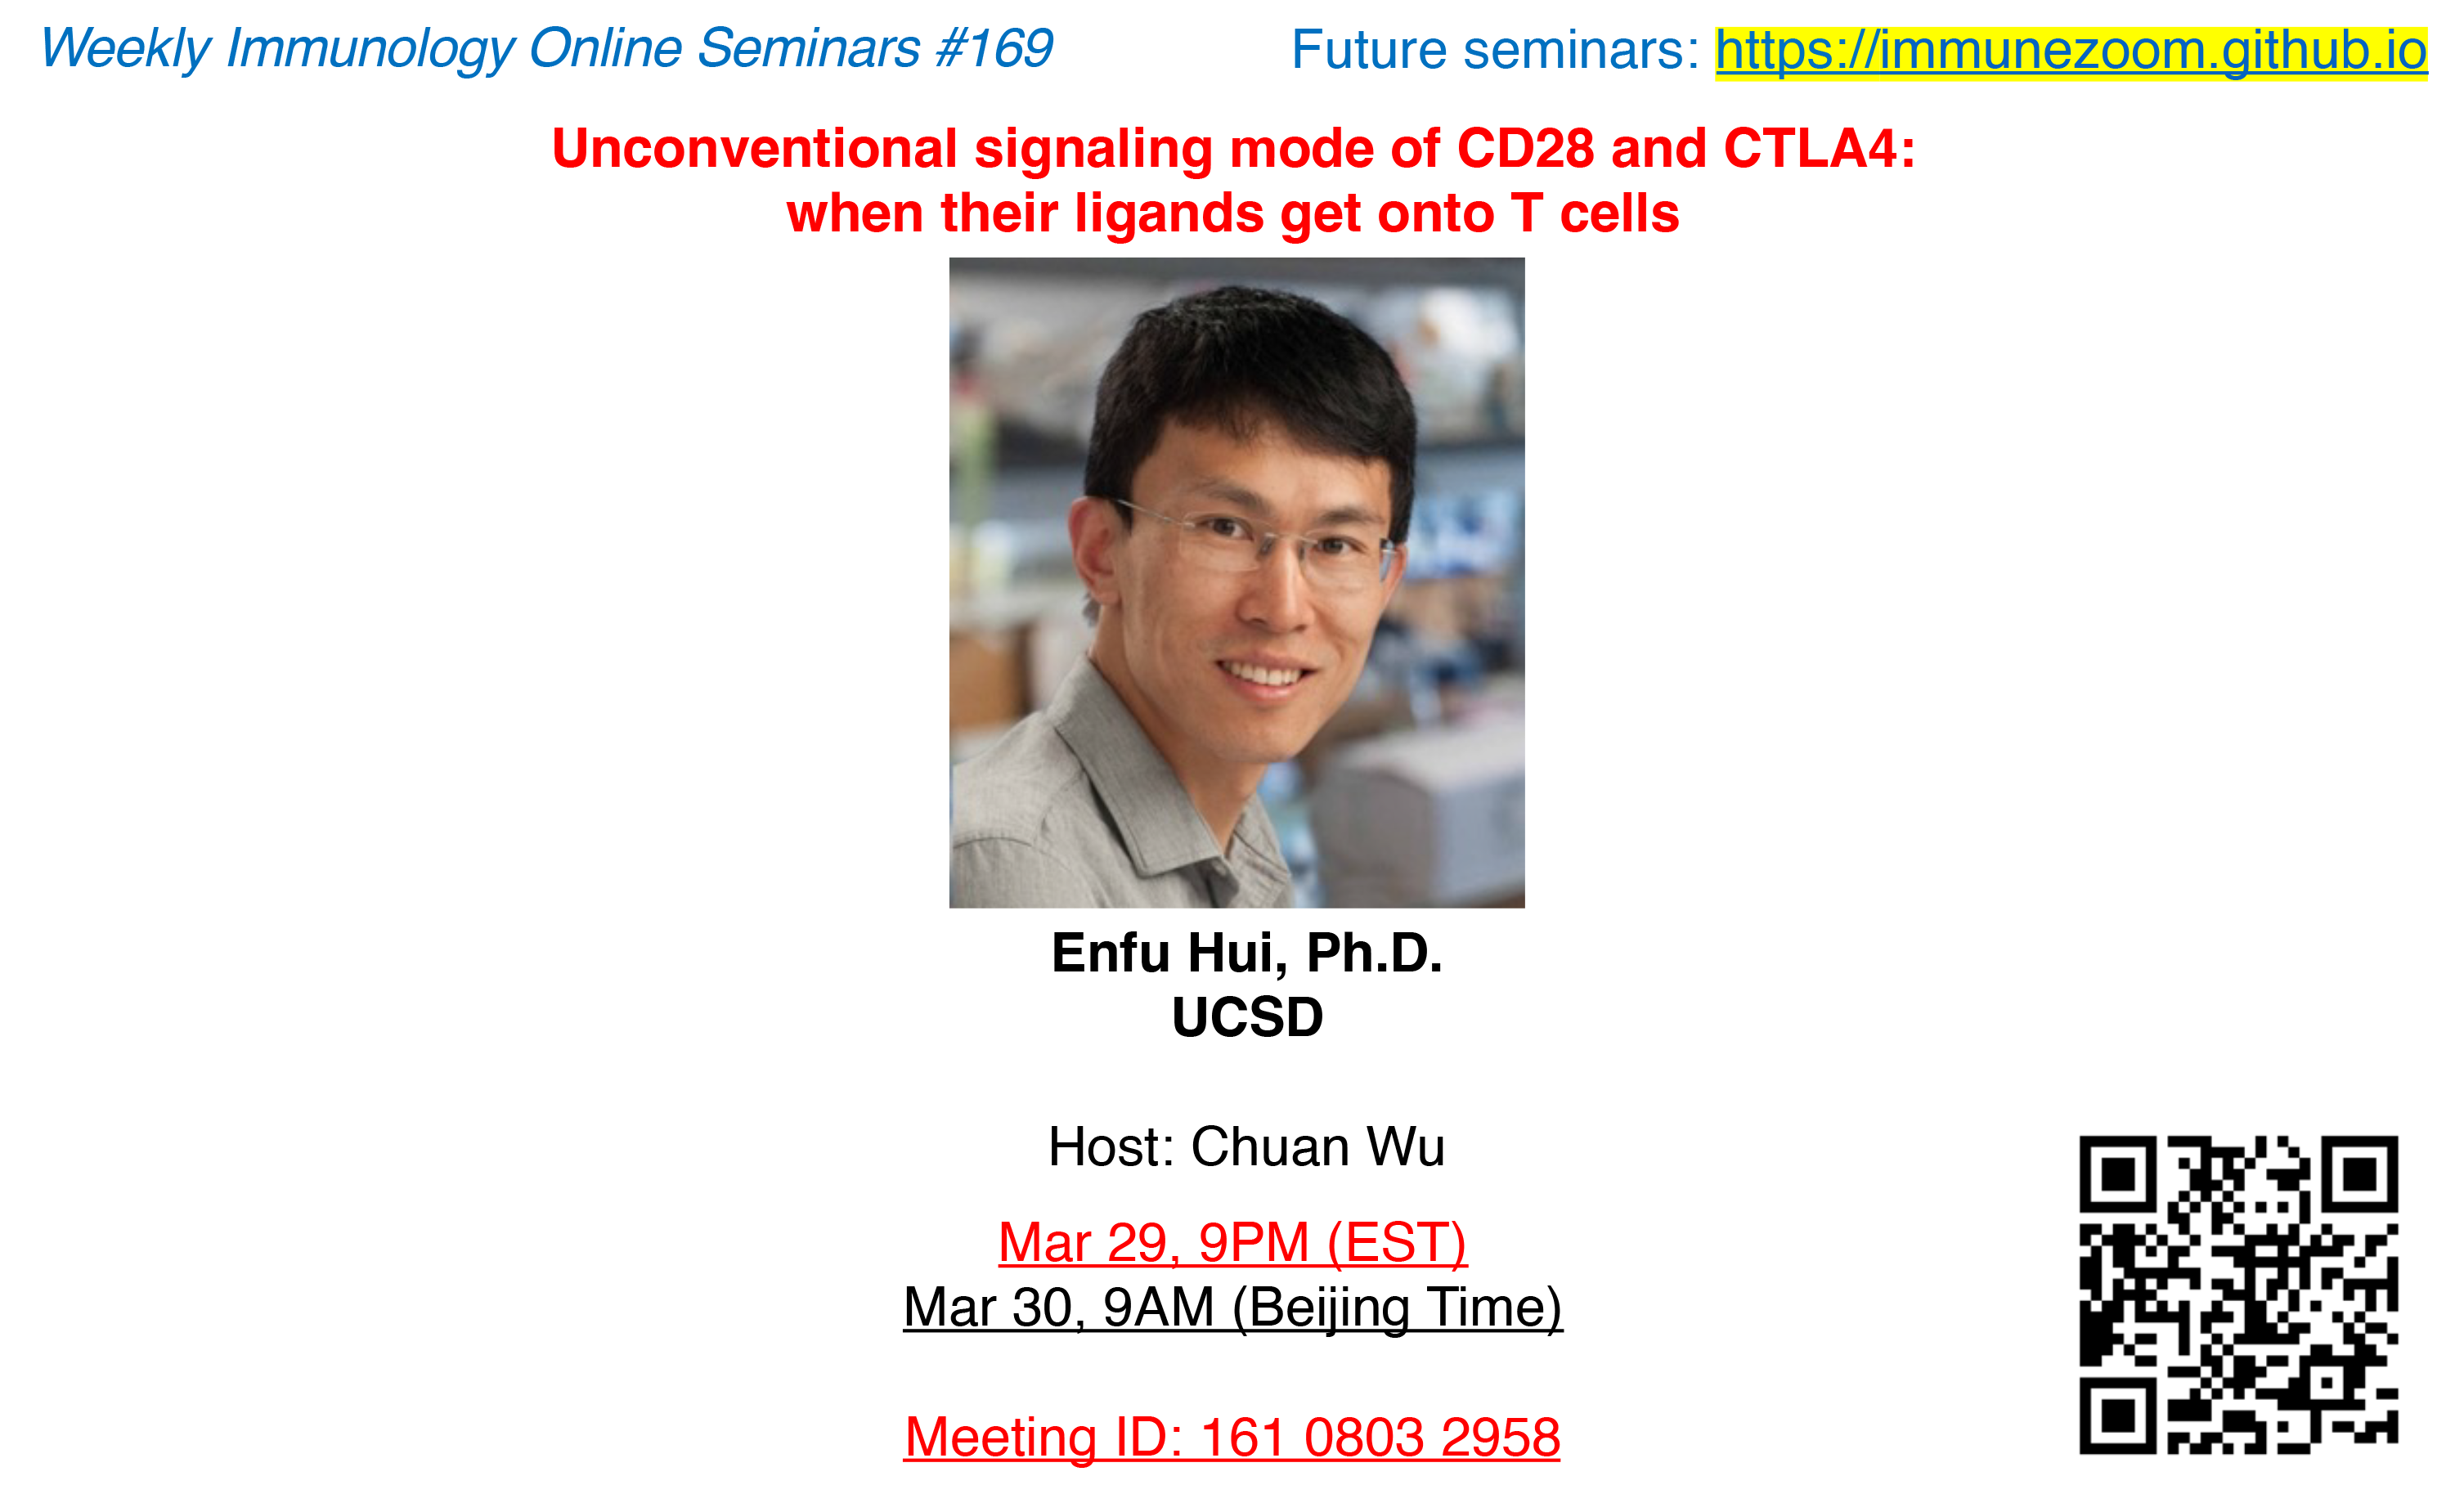 Weekly Immunology Online Seminars #169
Future seminars: https://immunezoom.github.io
Unconventional signaling mode of CD28 and CTLA4:
when their ligands get onto T cells
Enfu Hui, Ph.D.
UCSD
Host: Chuan Wu
Mar 29, 9PM (EST)
Mar 30, 9AM (Beijing Time)
Meeting ID: 161 0803 2958